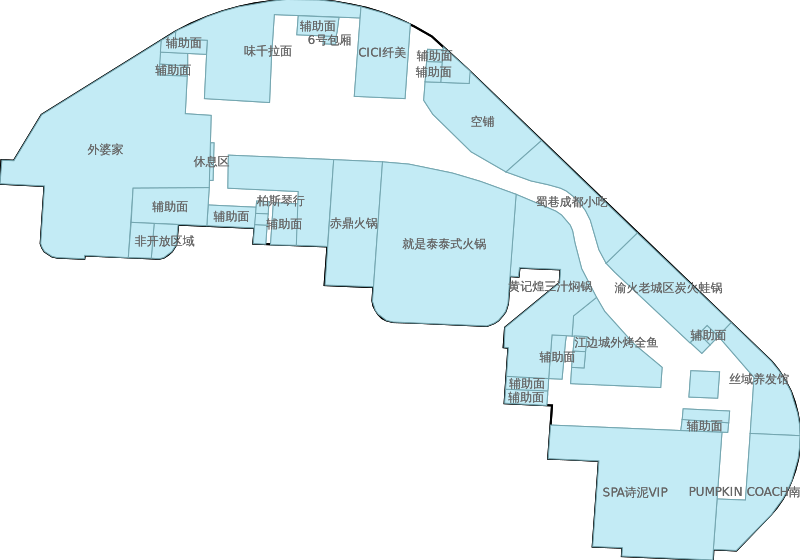 辅助面
6号包厢
辅助面
味千拉面
CICI纤美
辅助面
辅助面
辅助面
空铺
外婆家
休息区
辅助面
柏斯琴行
辅助面
辅助面
赤鼎火锅
蜀巷成都小吃
非开放区域
就是泰泰式火锅
黄记煌三汁焖锅
渝火老城区炭火蛙锅
辅助面
江边城外烤全鱼
辅助面
丝域养发馆
辅助面
辅助面
辅助面
SPA诗泥VIP
PUMPKIN COACH南